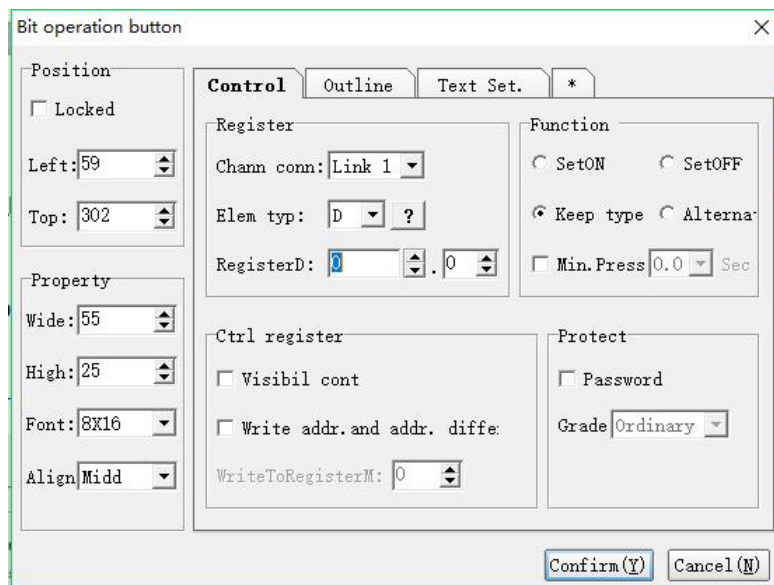 Bit operation button
Position
Locked
Left: 59
Top: 302
Property
Wide: 55
High: 25
Font: 8X16
Align Midd
Control Outline Text Set. *
Register
Chann conn: Link 1
Elem typ: D ?
RegisterD: 0 . 0
Function
SetON SetOFF
Keep type Alterna
Min.Press 0.0 Sec
Ctrl register
Visibil cont
Write addr.and addr. diffe:
WriteToRegisterM: 0
Protect
Password
Grade Ordinary
Confirm(Y) Cancel(N)